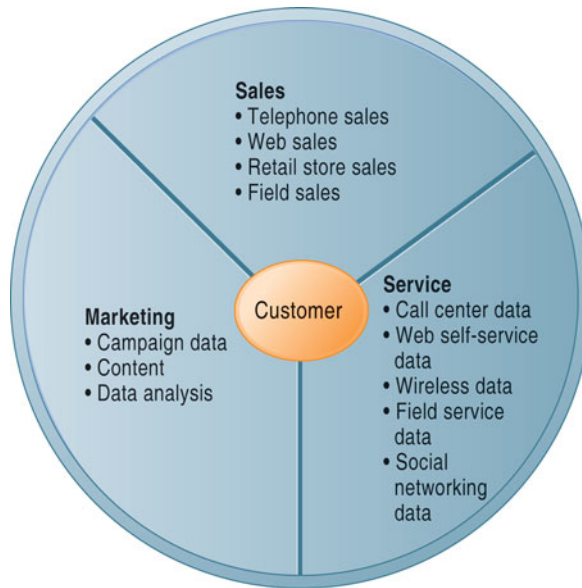 Sales
• Telephone sales
• Web sales
• Retail store sales
• Field sales
Customer
Marketing
• Campaign data
• Content
• Data analysis
Service
• Call center data
• Web self-service
data
• Wireless data
• Field service
data
• Social
networking
data